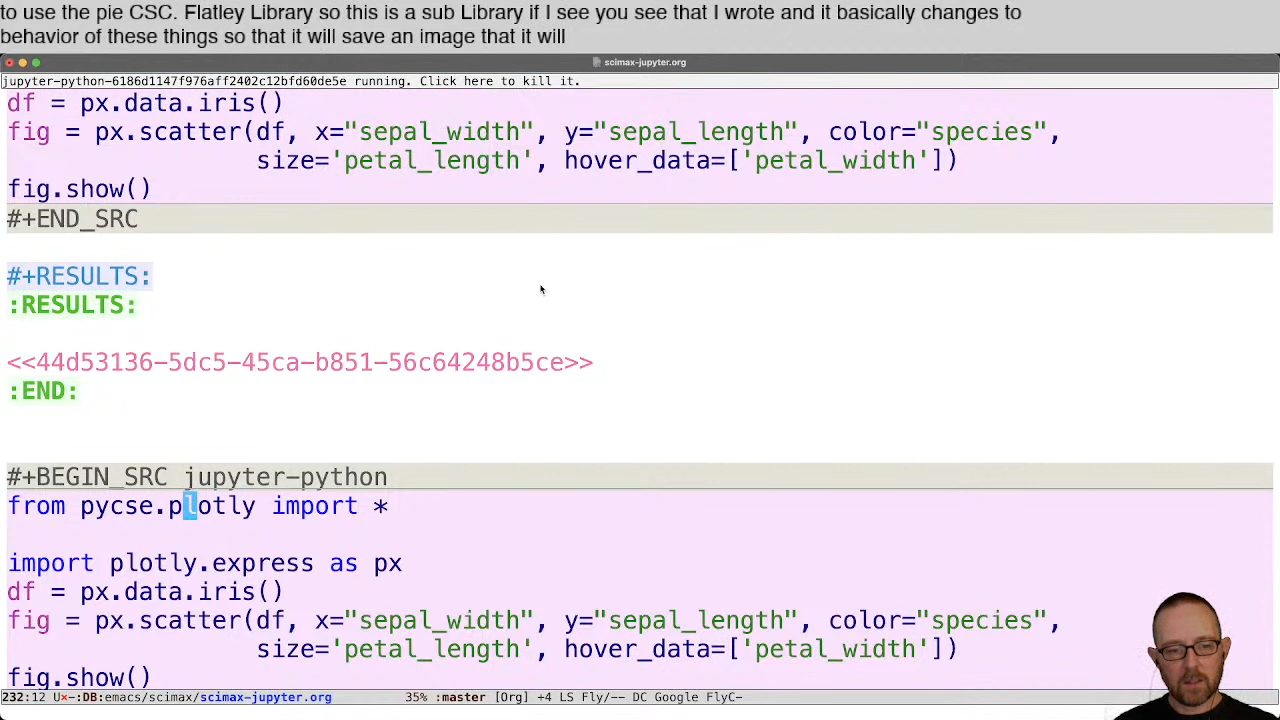 to use the pie CSC. Flatley Library so this is a sub Library if I see you see that I wrote and it basically changes to
behavior of these things so that it will save an image that it will
scimax-jupyter.org
jupyter-python-6186d1147f976aff2402c12bfd60de5e running. Click here to kill it.
df = px.data.iris()
fig = px.scatter(df, x="sepal_width", y="sepal_length", color="species",
size='petal_length', hover_data=['petal_width'])
fig.show()
#+END_SRC
#+RESULTS:
:RESULTS:
<<44d53136-5dc5-45ca-b851-56c64248b5ce>>
:END:
#+BEGIN_SRC jupyter-python
from pycse.plotly import *
import plotly.express as px
df = px.data.iris()
fig = px.scatter(df, x="sepal_width", y="sepal_length", color="species",
size='petal_length', hover_data=['petal_width'])
fig.show()
232:12 U×-:DB:emacs/scimax/scimax-jupyter.org 35% :master [Org] +4 LS Fly/-- DC Google FlyC-